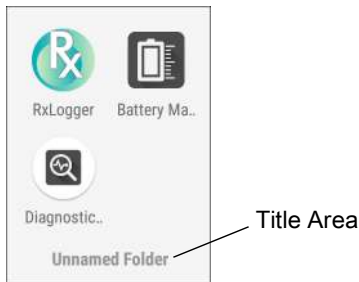 Rx
RxLogger Battery Ma..
Diagnostic..
Unnamed Folder
Title Area